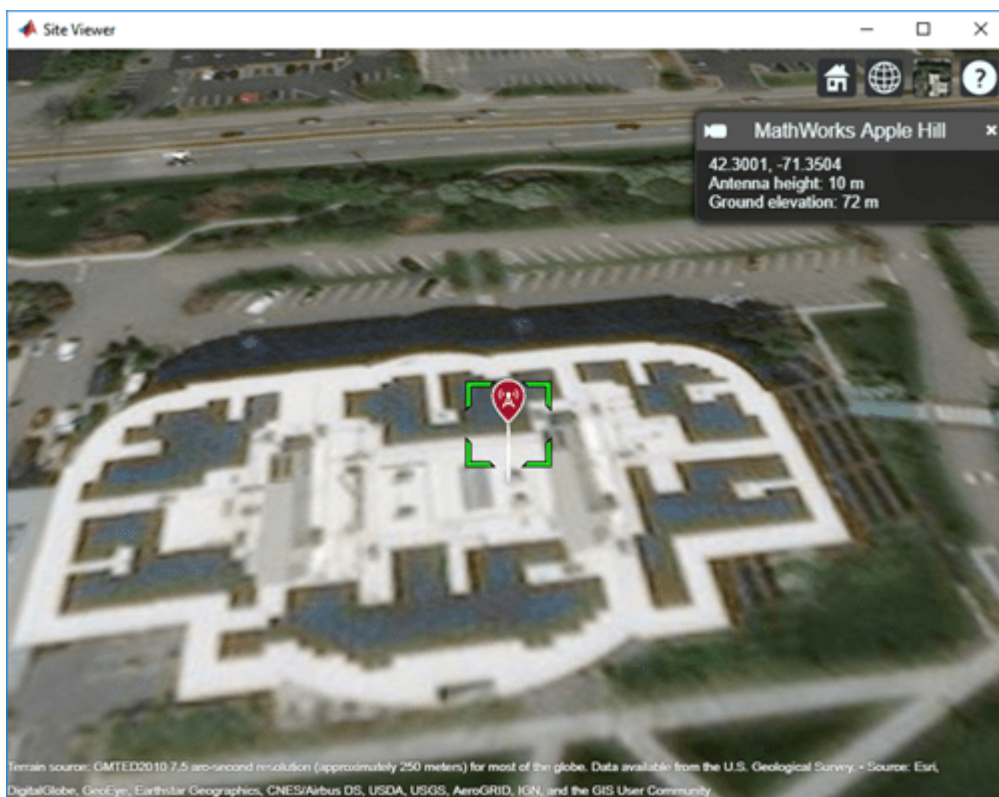 Site Viewer
MathWorks Apple Hill
42.3001, -71.3504
Antenna height: 10 m
Ground elevation: 72 m
Terrain source: GMTED2010 7.5 arc-second resolution (approximately 250 meters) for most of the globe. Data available from the U.S. Geological Survey. • Source: Esri,
DigitalGlobe, GeoEye, Earthstar Geographics, CNES/Airbus DS, USDA, USGS, AeroGRID, IGN, and the GIS User Community